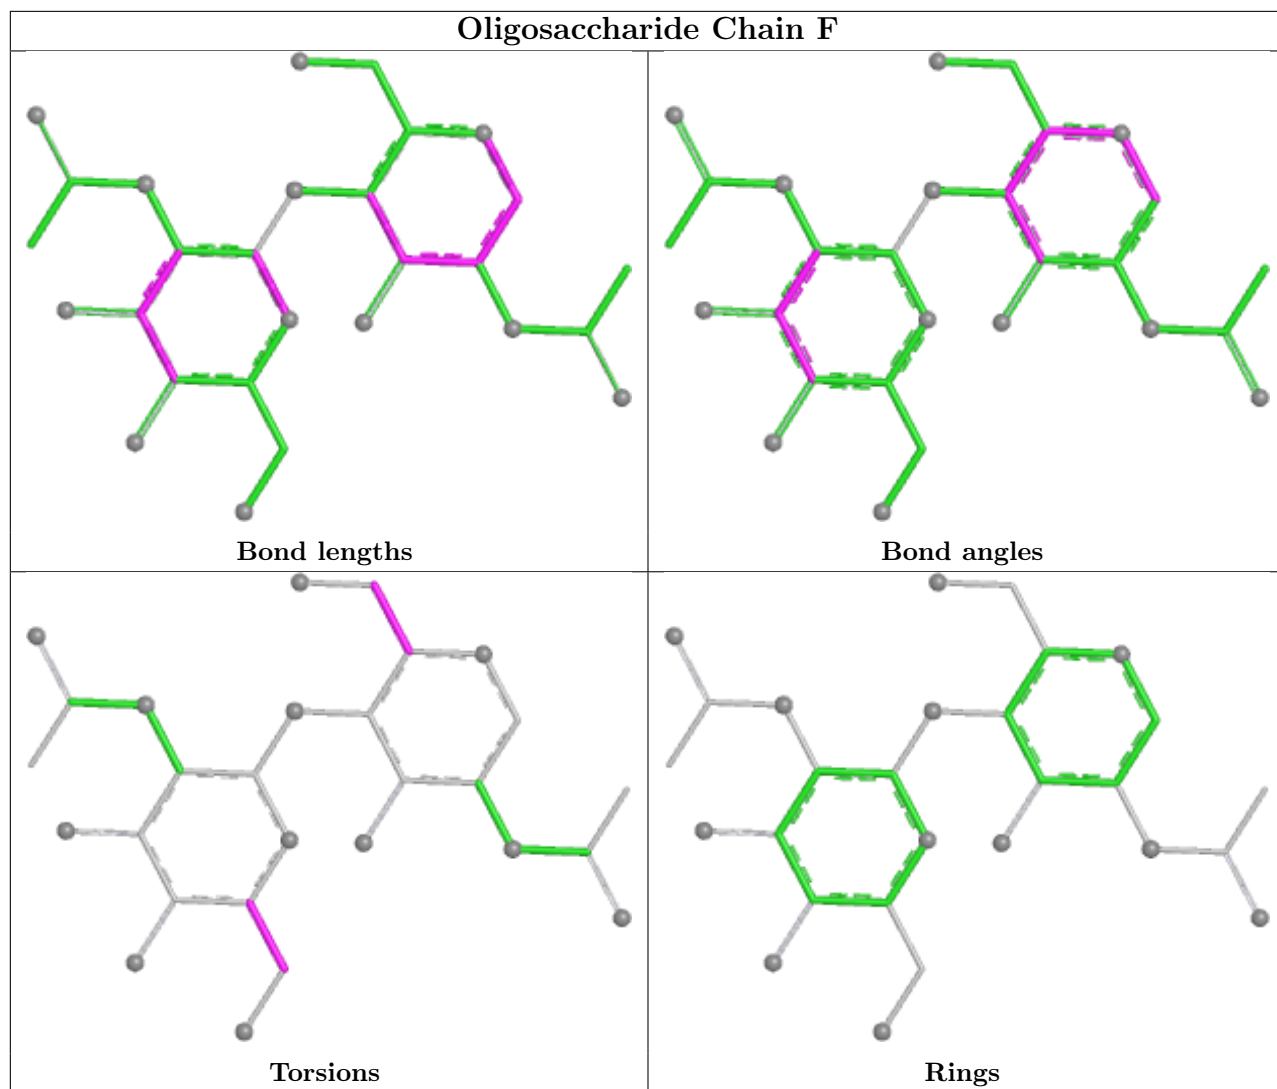 Oligosaccharide Chain F
Bond lengths
Bond angles
Torsions
Rings